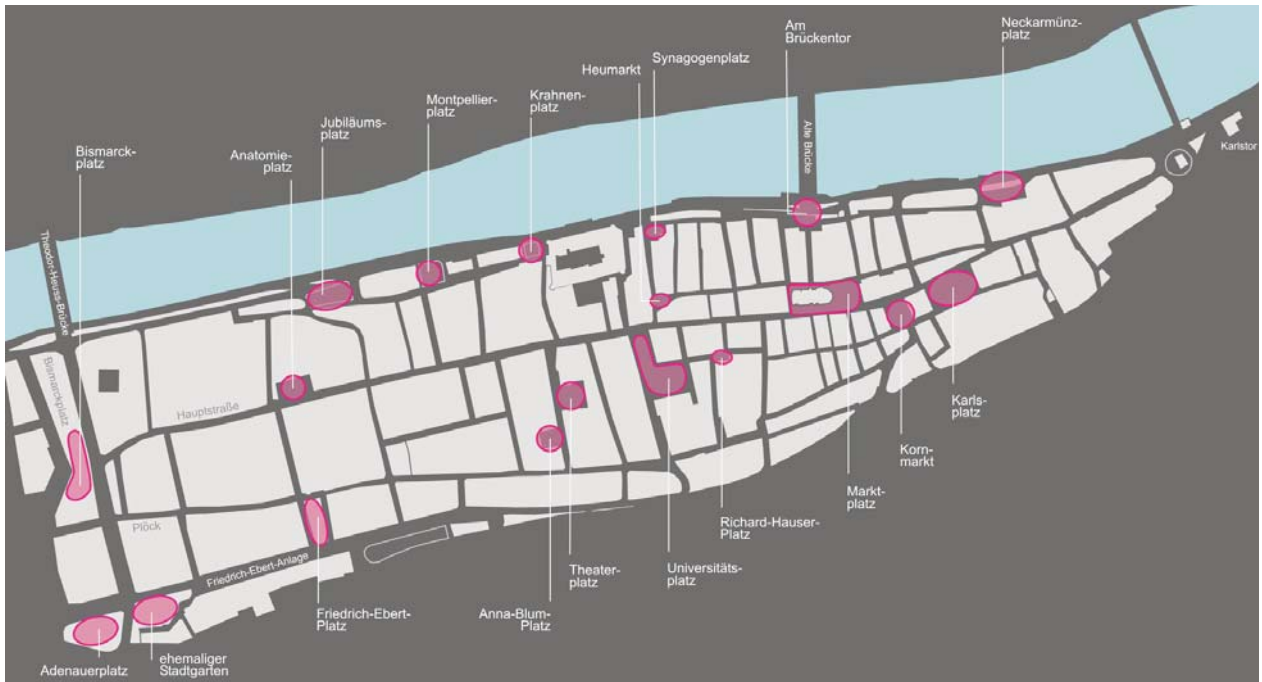 Am
Brückentor
Neckarmünz-
platz
Synagogenplatz
Heumarkt
Krahnen-
platz
Montpellier-
platz
Jubiläums-
platz
Anatomie-
platz
Bismarck-
platz
Alte Brücke
Karlstor
Theodor-Heuss-Brücke
Bismarckplatz
Hauptstraße
Plöck
Friedrich-Ebert-Anlage
Karls-
platz
Korn-
markt
Markt-
platz
Richard-Hauser-
Platz
Universitäts-
platz
Theater-
platz
Anna-Blum-
Platz
Friedrich-Ebert-
Platz
ehemaliger
Stadtgarten
Adenauerplatz